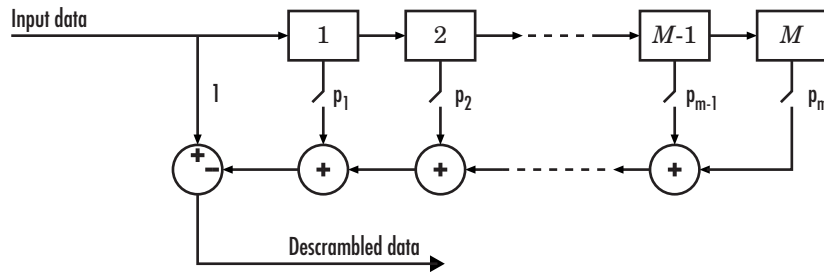 Input data
1 2 M-1 M
1 p1 p2 pm-1 pm
+ − + + +
Descrambled data